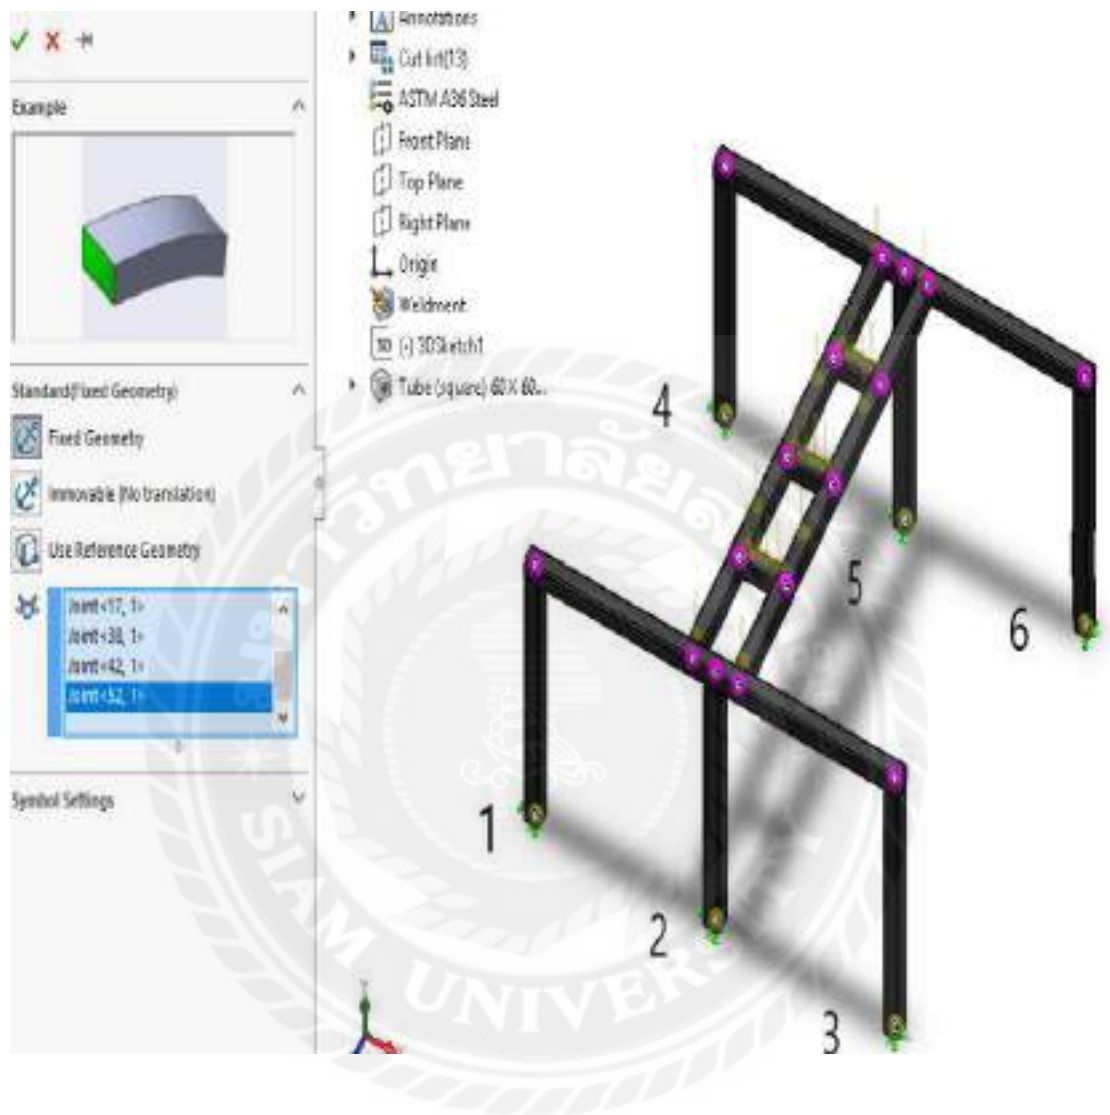 Annotations
Cut list(13)
ASTM A36 Steel
Front Plane
Top Plane
Right Plane
Origin
Weldment
3D (-) 3DSketch1
Tube (square) 60 X 60...
Example
Standard(Fixed Geometry)
Fixed Geometry
Immovable (No translation)
Use Reference Geometry
Joint<17, 1>
Joint<38, 1>
Joint<42, 1>
Joint<52, 1>
Symbol Settings
4
5
6
1
2
3
SIAM UNIVERSITY